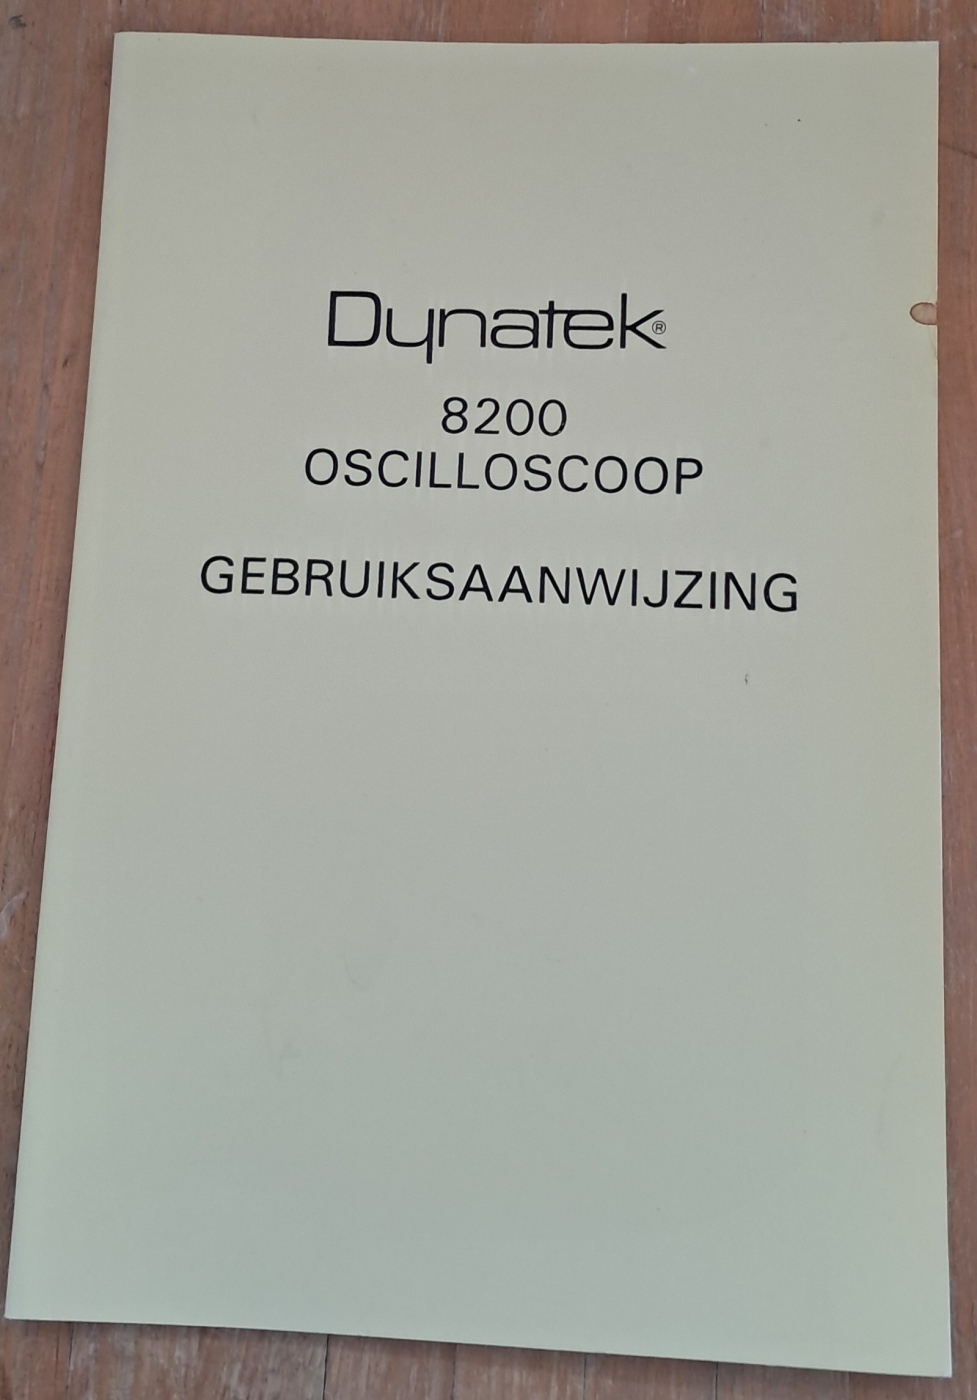 Dynatek®
8200
OSCILLOSCOOP
GEBRUIKSAANWIJZING